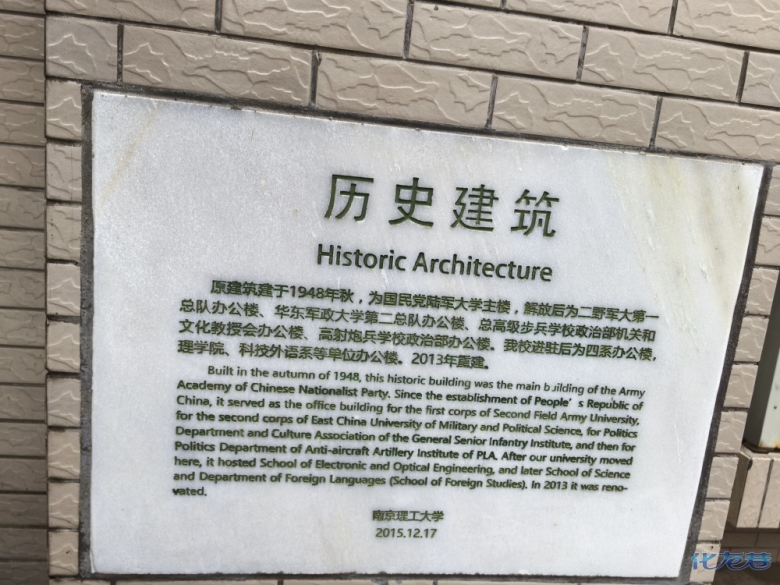 历史建筑
Historic Architecture
原建筑建于1948年秋，为国民党陆军大学主楼，解放后为二野军大第一
总队办公楼、华东军政大学第二总队办公楼、总高级步兵学校政治部机关和
文化教授会办公楼、高射炮兵学校政治部办公楼。我校进驻后为四系办公楼，
理学院、科技外语系等单位办公楼。2013年重建。
Built in the autumn of 1948, this historic building was the main building of the Army
Academy of Chinese Nationalist Party. Since the establishment of People's Republic of
China, it served as the office building for the first corps of Second Field Army University,
for the second corps of East China University of Military and Political Science, for Politics
Department and Culture Association of the General Senior Infantry Institute, and then for
Politics Department of Anti-aircraft Artillery Institute of PLA. After our university moved
here, it hosted School of Electronic and Optical Engineering, and later School of Science
and Department of Foreign Languages (School of Foreign Studies). In 2013 it was reno-
vated.
南京理工大学
2015.12.17
化龙巷